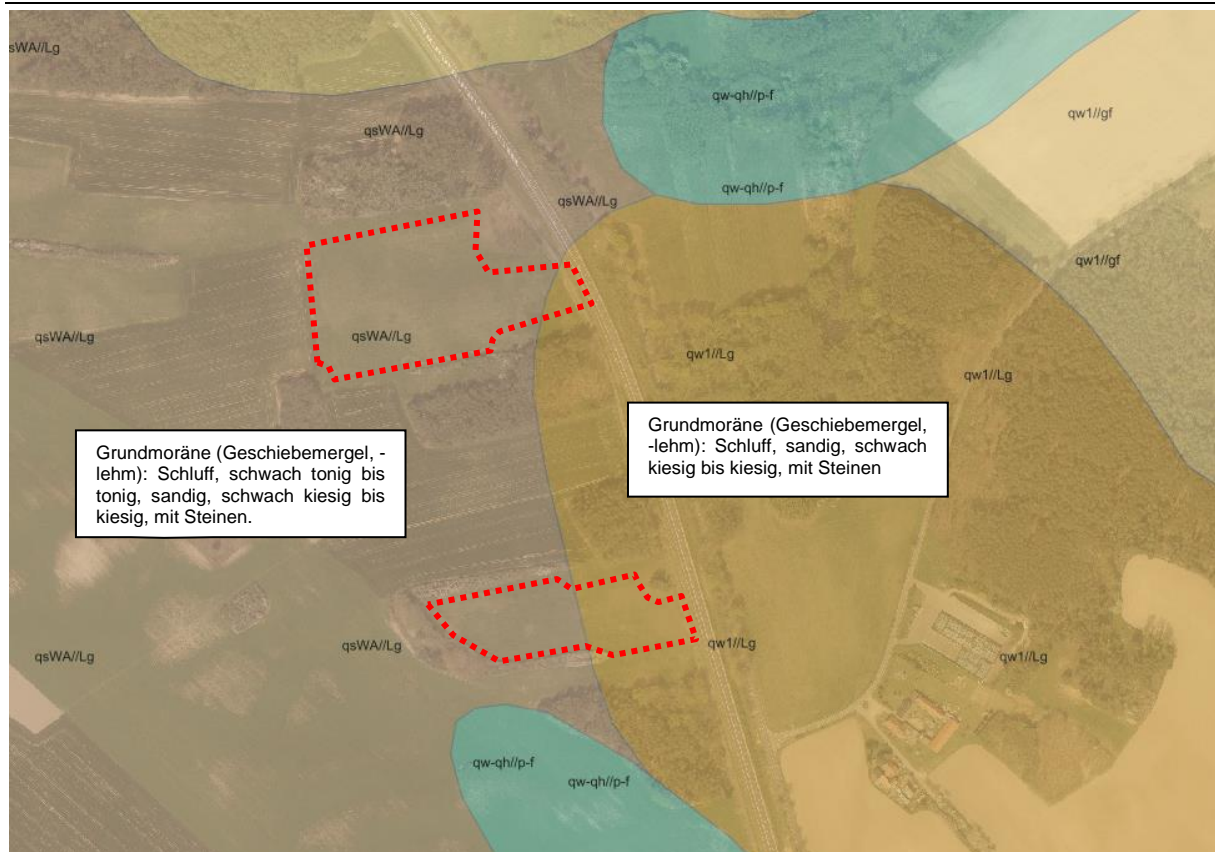 sWA//Lg
qsWA//Lg
qw-qh//p-f
qw1//gf
qw-qh//p-f
qsWA//Lg
qw1//gf
qsWA//Lg
qsWA//Lg
qw1//Lg
qw1//Lg
Grundmoräne (Geschiebemergel, -
lehm): Schluff, schwach tonig bis
tonig, sandig, schwach kiesig bis
kiesig, mit Steinen.
Grundmoräne (Geschiebemergel,
-lehm): Schluff, sandig, schwach
kiesig bis kiesig, mit Steinen
qsWA//Lg
qsWA//Lg
qw1//Lg
qw1//Lg
qw-qh//p-f
qw-qh//p-f